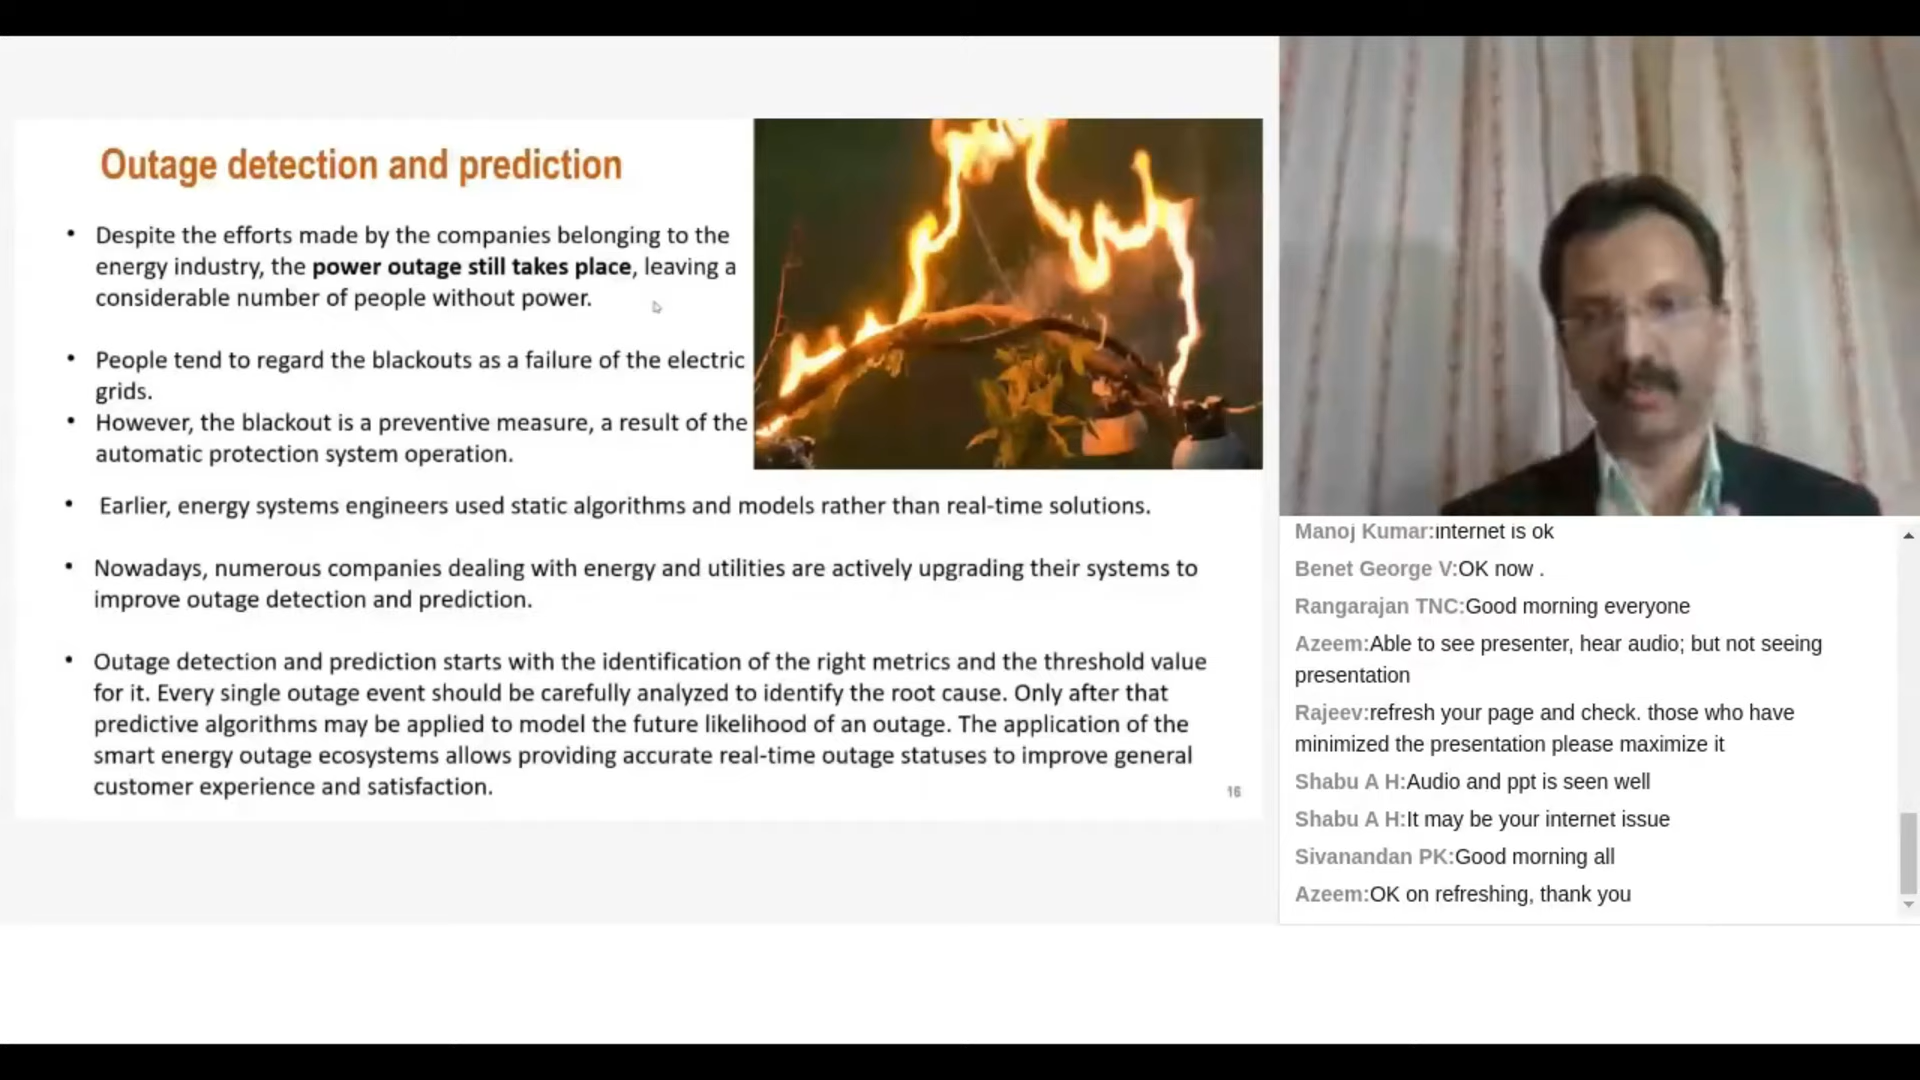 Outage detection and prediction
• Despite the efforts made by the companies belonging to the
energy industry, the power outage still takes place, leaving a
considerable number of people without power.
• People tend to regard the blackouts as a failure of the electric
grids.
• However, the blackout is a preventive measure, a result of the
automatic protection system operation.
• Earlier, energy systems engineers used static algorithms and models rather than real-time solutions.
• Nowadays, numerous companies dealing with energy and utilities are actively upgrading their systems to
improve outage detection and prediction.
• Outage detection and prediction starts with the identification of the right metrics and the threshold value
for it. Every single outage event should be carefully analyzed to identify the root cause. Only after that
predictive algorithms may be applied to model the future likelihood of an outage. The application of the
smart energy outage ecosystems allows providing accurate real-time outage statuses to improve general
customer experience and satisfaction.
16
Manoj Kumar:internet is ok
Benet George V:OK now .
Rangarajan TNC:Good morning everyone
Azeem:Able to see presenter, hear audio; but not seeing
presentation
Rajeev:refresh your page and check. those who have
minimized the presentation please maximize it
Shabu A H:Audio and ppt is seen well
Shabu A H:It may be your internet issue
Sivanandan PK:Good morning all
Azeem:OK on refreshing, thank you